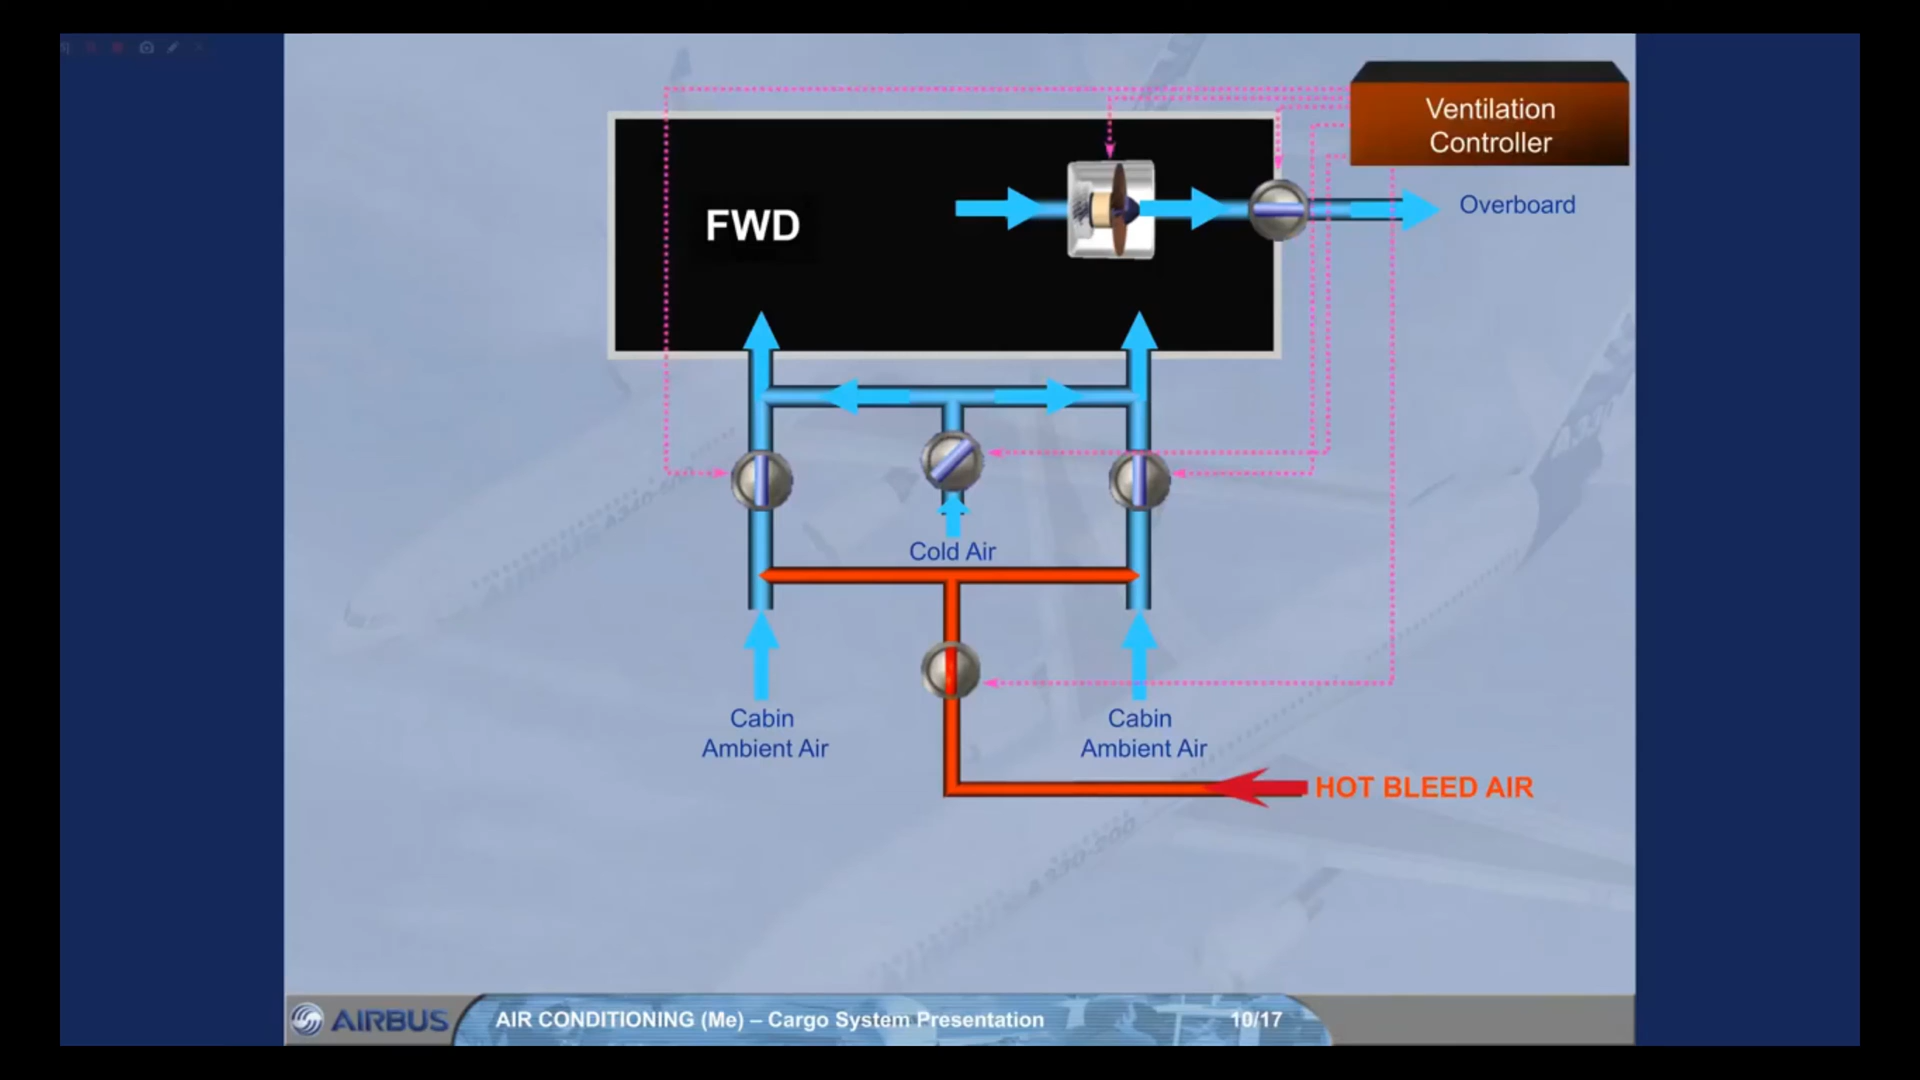 Ventilation
Controller
Overboard
FWD
Cold Air
Cabin
Ambient Air
Cabin
Ambient Air
HOT BLEED AIR
AIRBUS
AIR CONDITIONING (Me) – Cargo System Presentation
10/17